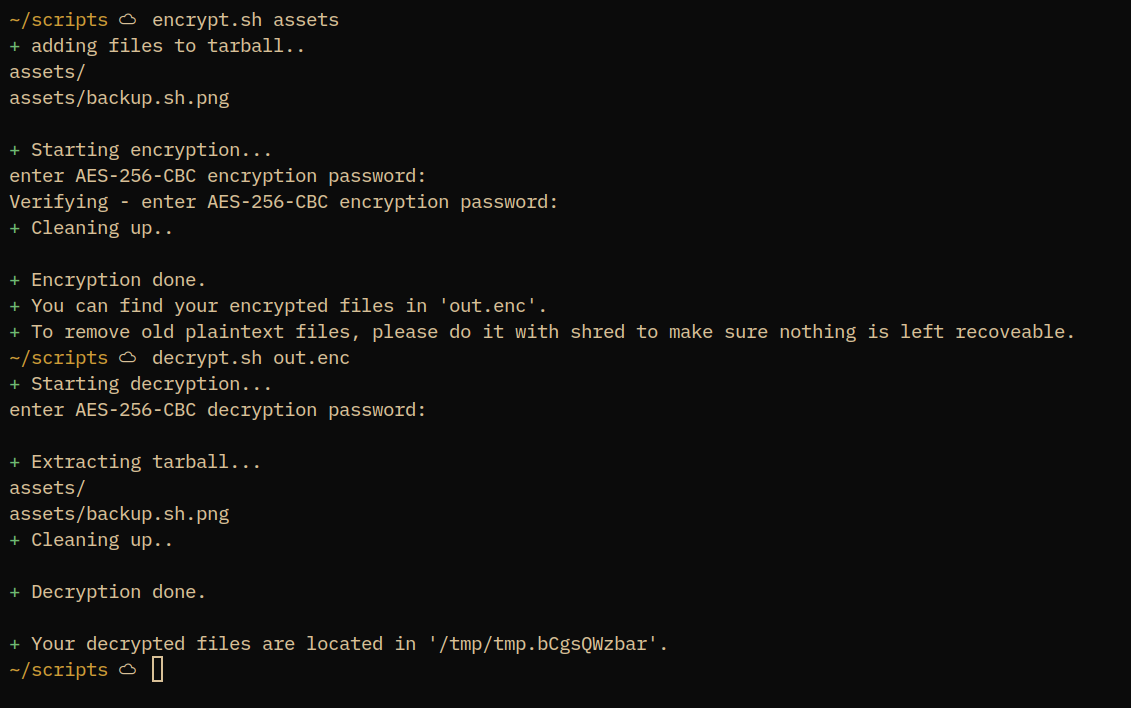 ~/scripts ☁ encrypt.sh assets
+ adding files to tarball..
assets/
assets/backup.sh.png
+ Starting encryption...
enter AES-256-CBC encryption password:
Verifying - enter AES-256-CBC encryption password:
+ Cleaning up..
+ Encryption done.
+ You can find your encrypted files in 'out.enc'.
+ To remove old plaintext files, please do it with shred to make sure nothing is left recoveable.
~/scripts ☁ decrypt.sh out.enc
+ Starting decryption...
enter AES-256-CBC decryption password:
+ Extracting tarball...
assets/
assets/backup.sh.png
+ Cleaning up..
+ Decryption done.
+ Your decrypted files are located in '/tmp/tmp.bCgsQWzbar'.
~/scripts ☁